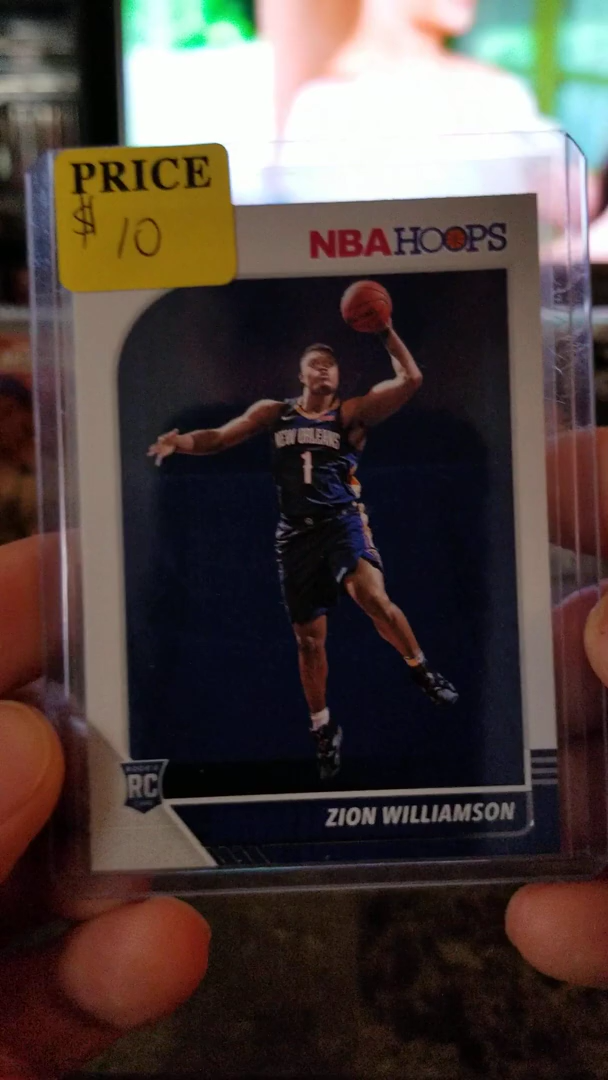 PRICE
$ 10
NBA HOOPS
NEW ORLEANS
1
RC
ZION WILLIAMSON